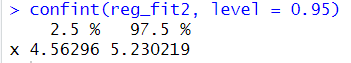 > confint(reg_fit2, level = 0.95)
2.5 % 97.5 %
x 4.56296 5.230219